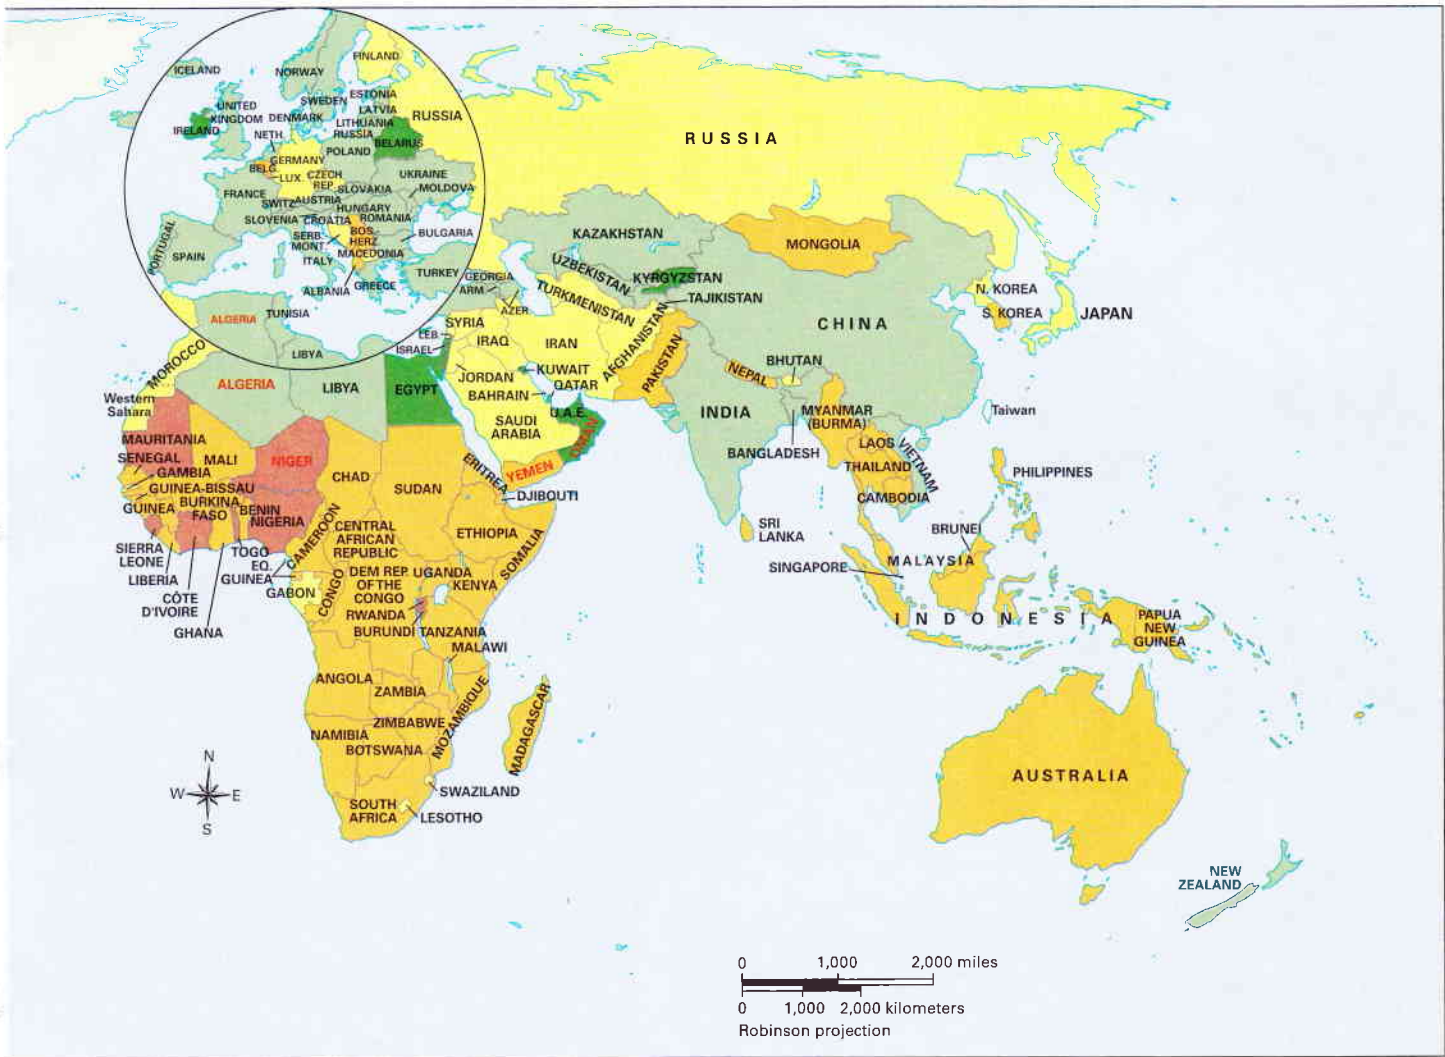 ICELAND
NORWAY
FINLAND
SWEDEN
ESTONIA
LATVIA
LITHUANIA
RUSSIA
RUSSIA
UNITED
KINGDOM
DENMARK
IRELAND
NETH.
BELARUS
POLAND
GERMANY
BELG.
LUX.
CZECH
REP.
UKRAINE
SLOVAKIA
MOLDOVA
FRANCE
SWITZ
AUSTRIA
HUNGARY
SLOVENIA
CROATIA
ROMANIA
SERB.
MONT.
BOS.
HERZ.
BULGARIA
MACEDONIA
ITALY
PORTUGAL
SPAIN
ALBANIA
GREECE
TURKEY
ALGERIA
TUNISIA
LIBYA
RUSSIA
KAZAKHSTAN
MONGOLIA
UZBEKISTAN
KYRGYZSTAN
GEORGIA
ARM.
AZER.
TURKMENISTAN
TAJIKISTAN
N. KOREA
S. KOREA
JAPAN
CHINA
SYRIA
LEB.
ISRAEL
IRAQ
IRAN
AFGHANISTAN
PAKISTAN
KUWAIT
QATAR
JORDAN
BAHRAIN
NEPAL
BHUTAN
MOROCCO
ALGERIA
LIBYA
EGYPT
Western
Sahara
SAUDI
ARABIA
U.A.E.
OMAN
YEMEN
INDIA
BANGLADESH
MYANMAR
(BURMA)
Taiwan
LAOS
VIETNAM
THAILAND
CAMBODIA
PHILIPPINES
MAURITANIA
SENEGAL
GAMBIA
MALI
NIGER
CHAD
SUDAN
ERITREA
DJIBOUTI
GUINEA-BISSAU
GUINEA
BURKINA
FASO
BENIN
NIGERIA
CAMEROON
CENTRAL
AFRICAN
REPUBLIC
ETHIOPIA
SOMALIA
SRI
LANKA
BRUNEI
MALAYSIA
SINGAPORE
SIERRA
LEONE
LIBERIA
CÔTE
D'IVOIRE
GHANA
TOGO
EQ.
GUINEA
GABON
CONGO
DEM REP.
OF THE
CONGO
UGANDA
KENYA
RWANDA
BURUNDI
TANZANIA
MALAWI
INDONESIA
PAPUA
NEW
GUINEA
ANGOLA
ZAMBIA
ZIMBABWE
MOZAMBIQUE
MADAGASCAR
NAMIBIA
BOTSWANA
SWAZILAND
SOUTH
AFRICA
LESOTHO
AUSTRALIA
NEW
ZEALAND
N
W E
S
0 1,000 2,000 miles
0 1,000 2,000 kilometers
Robinson projection